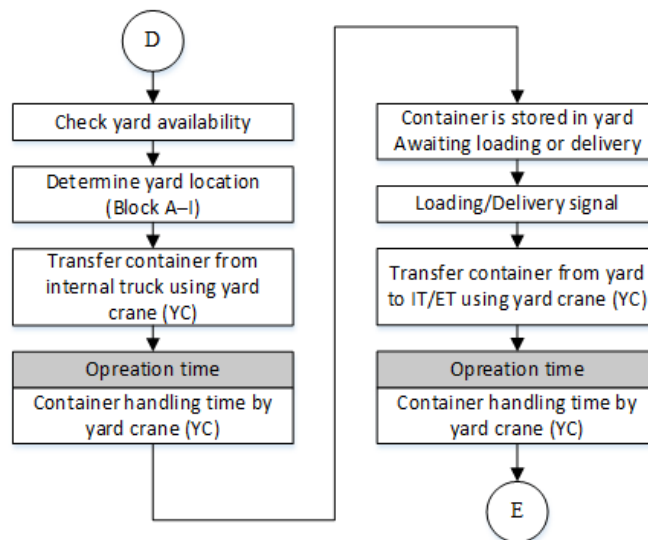 D
Check yard availability
Determine yard location
(Block A–I)
Transfer container from
internal truck using yard
crane (YC)
Opreation time
Container handling time by
yard crane (YC)
Container is stored in yard
Awaiting loading or delivery
Loading/Delivery signal
Transfer container from yard
to IT/ET using yard crane (YC)
Opreation time
Container handling time by
yard crane (YC)
E